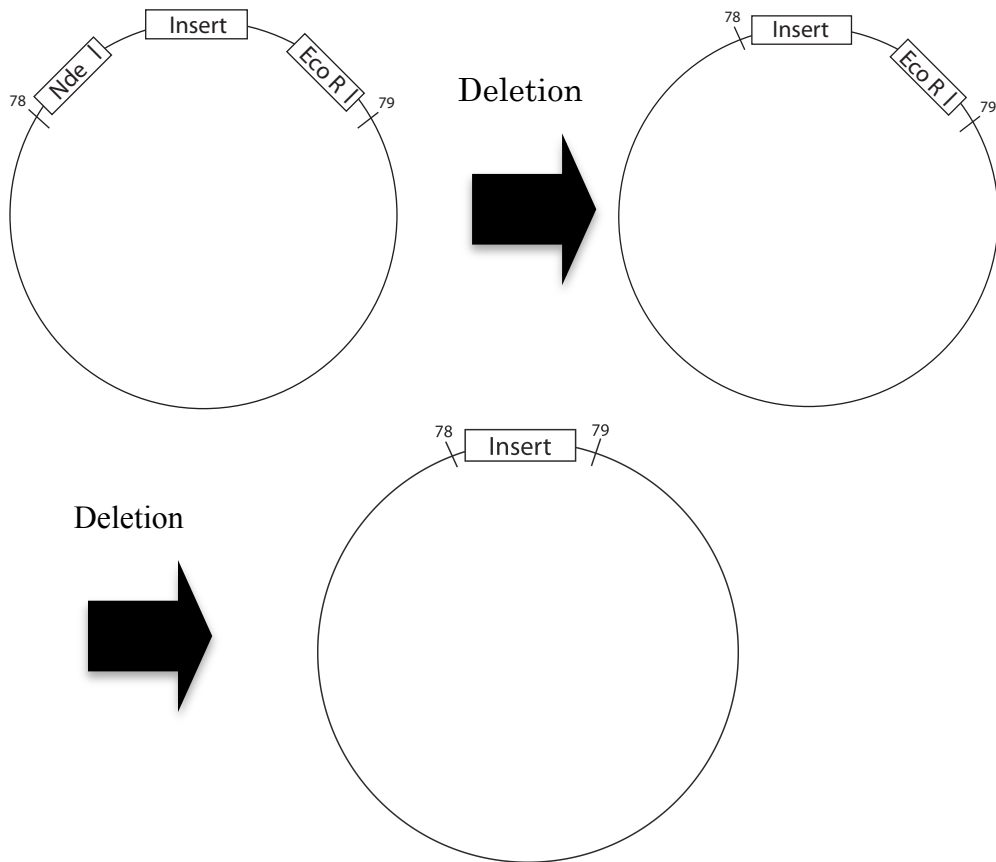 Insert
Nde I
Eco R I
78
79
Deletion
78
Insert
Eco R I
79
78
Insert
79
Deletion